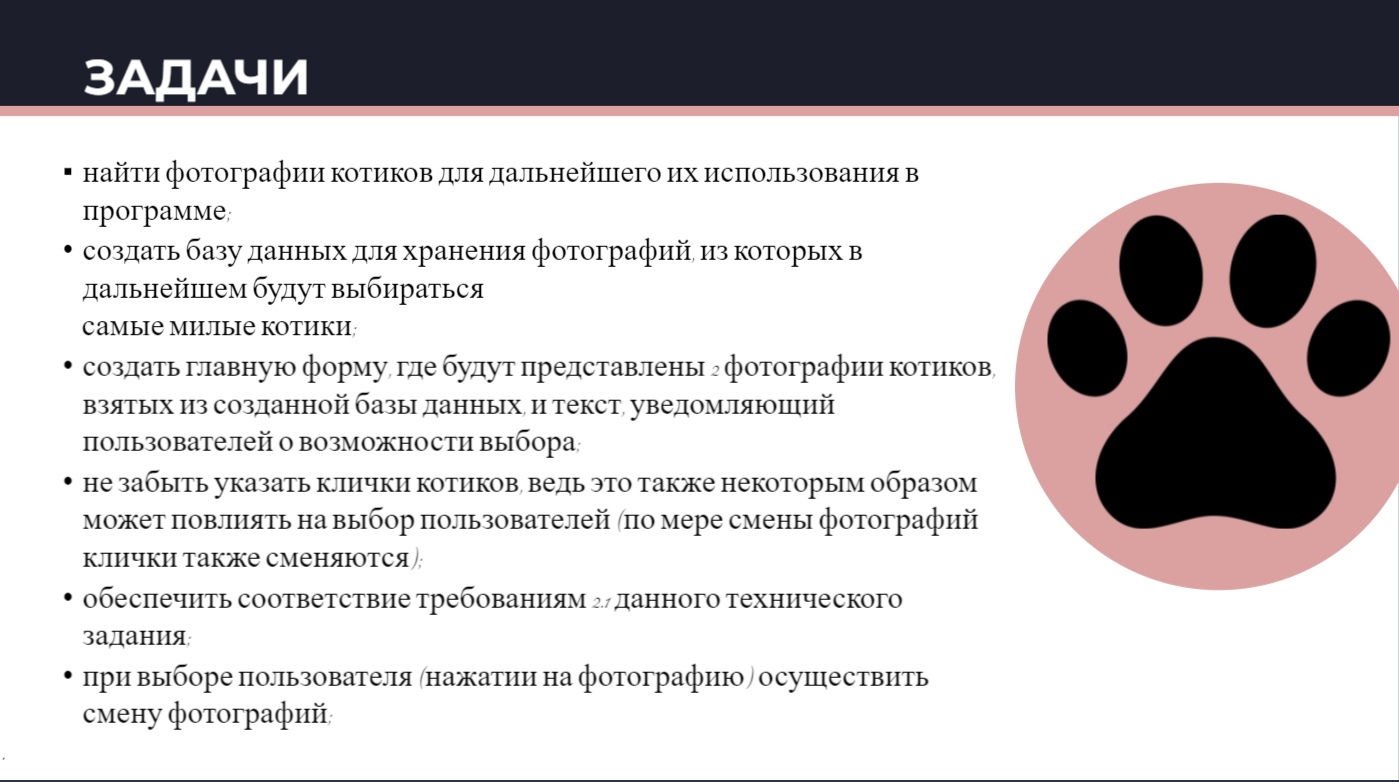 ЗАДАЧИ
▪ найти фотографии котиков для дальнейшего их использования в
программе;
• создать базу данных для хранения фотографий, из которых в
дальнейшем будут выбираться
самые милые котики;
• создать главную форму, где будут представлены 2 фотографии котиков,
взятых из созданной базы данных, и текст, уведомляющий
пользователей о возможности выбора;
• не забыть указать клички котиков, ведь это также некоторым образом
может повлиять на выбор пользователей (по мере смены фотографий
клички также сменяются);
• обеспечить соответствие требованиям 2.1 данного технического
задания;
• при выборе пользователя (нажатии на фотографию) осуществить
смену фотографий;